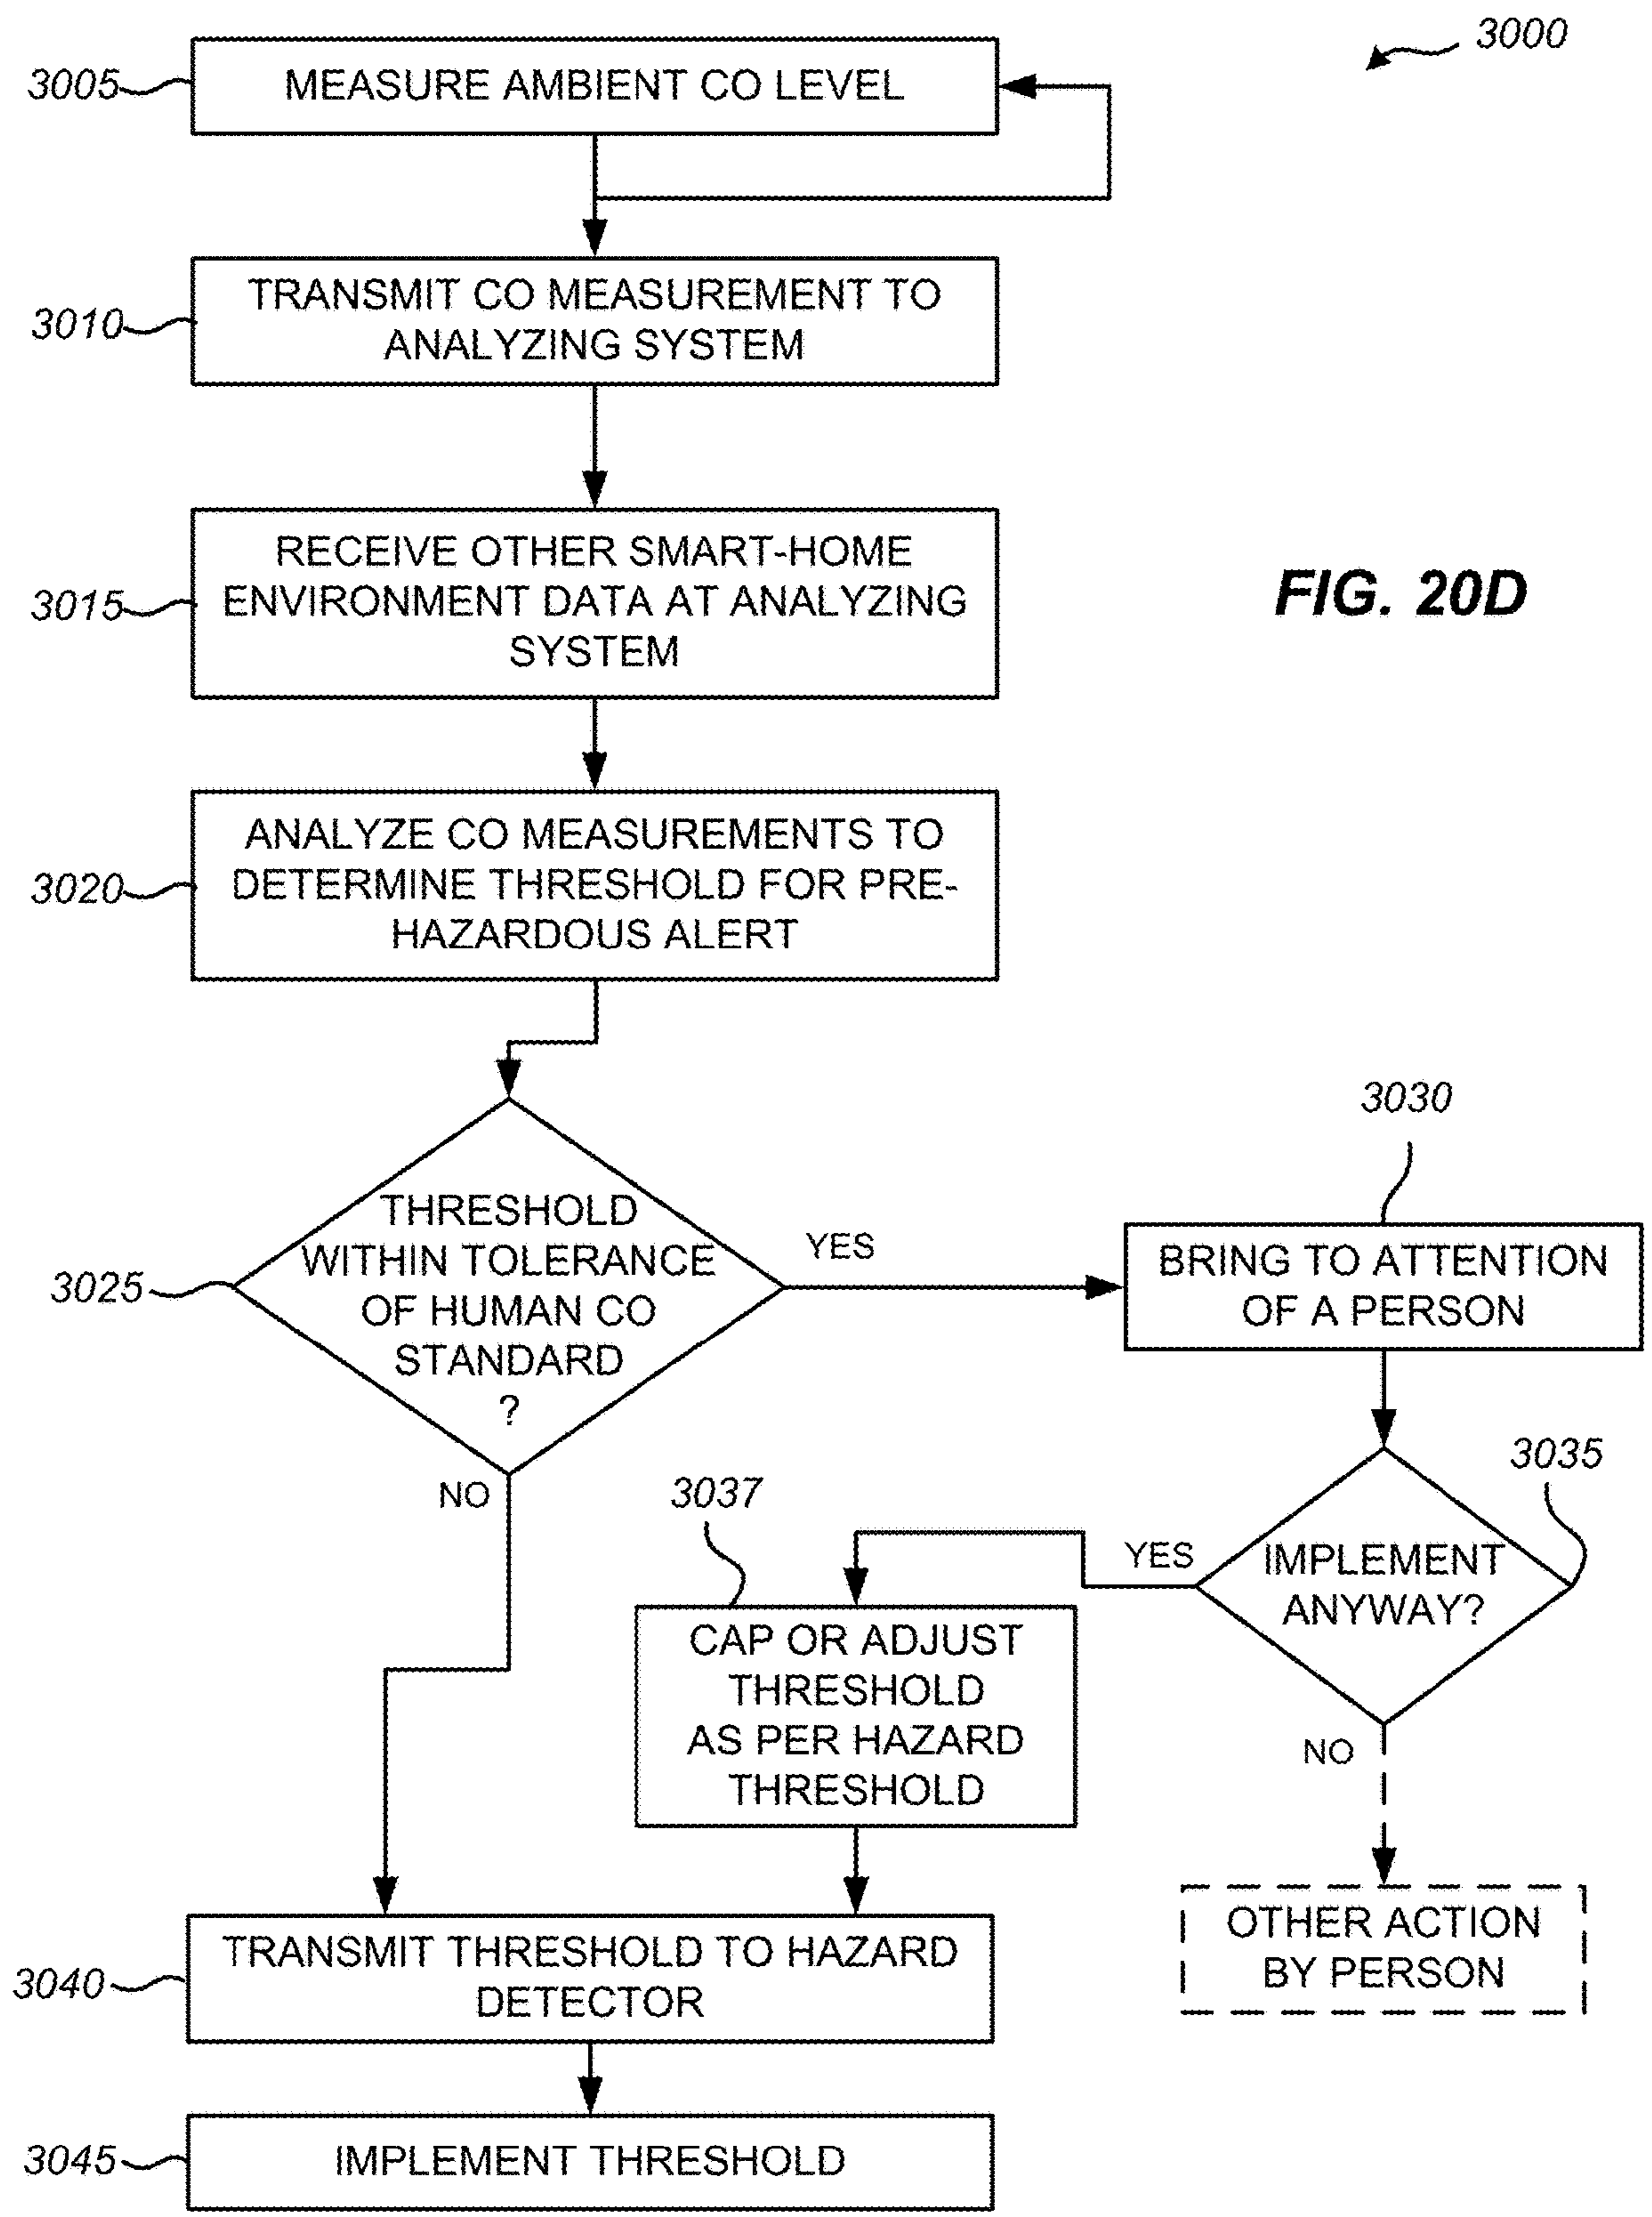 3000
3005
MEASURE AMBIENT CO LEVEL
3010
TRANSMIT CO MEASUREMENT TO
ANALYZING SYSTEM
3015
RECEIVE OTHER SMART-HOME
ENVIRONMENT DATA AT ANALYZING
SYSTEM
FIG. 20D
3020
ANALYZE CO MEASUREMENTS TO
DETERMINE THRESHOLD FOR PRE-
HAZARDOUS ALERT
3025
THRESHOLD
WITHIN TOLERANCE
OF HUMAN CO
STANDARD
?
YES
NO
3030
BRING TO ATTENTION
OF A PERSON
3035
IMPLEMENT
ANYWAY?
YES
NO
3037
CAP OR ADJUST
THRESHOLD
AS PER HAZARD
THRESHOLD
OTHER ACTION
BY PERSON
3040
TRANSMIT THRESHOLD TO HAZARD
DETECTOR
3045
IMPLEMENT THRESHOLD